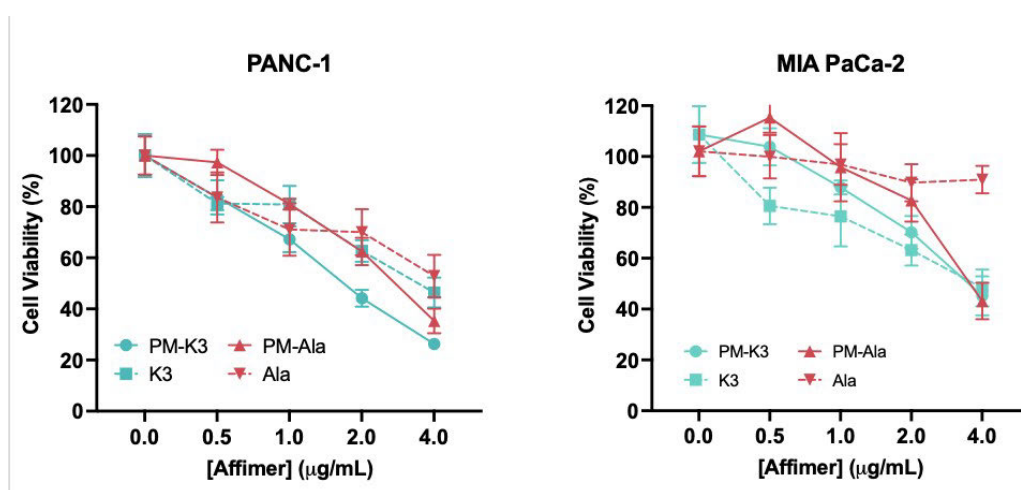 PANC-1
Cell Viability (%)
120
100
80
60
40
20
0
PM-K3
PM-Ala
K3
Ala
0.0 0.5 1.0 2.0 4.0
[Affimer] (μg/mL)
MIA PaCa-2
Cell Viability (%)
120
100
80
60
40
20
0
PM-K3
PM-Ala
K3
Ala
0.0 0.5 1.0 2.0 4.0
[Affimer] (μg/mL)